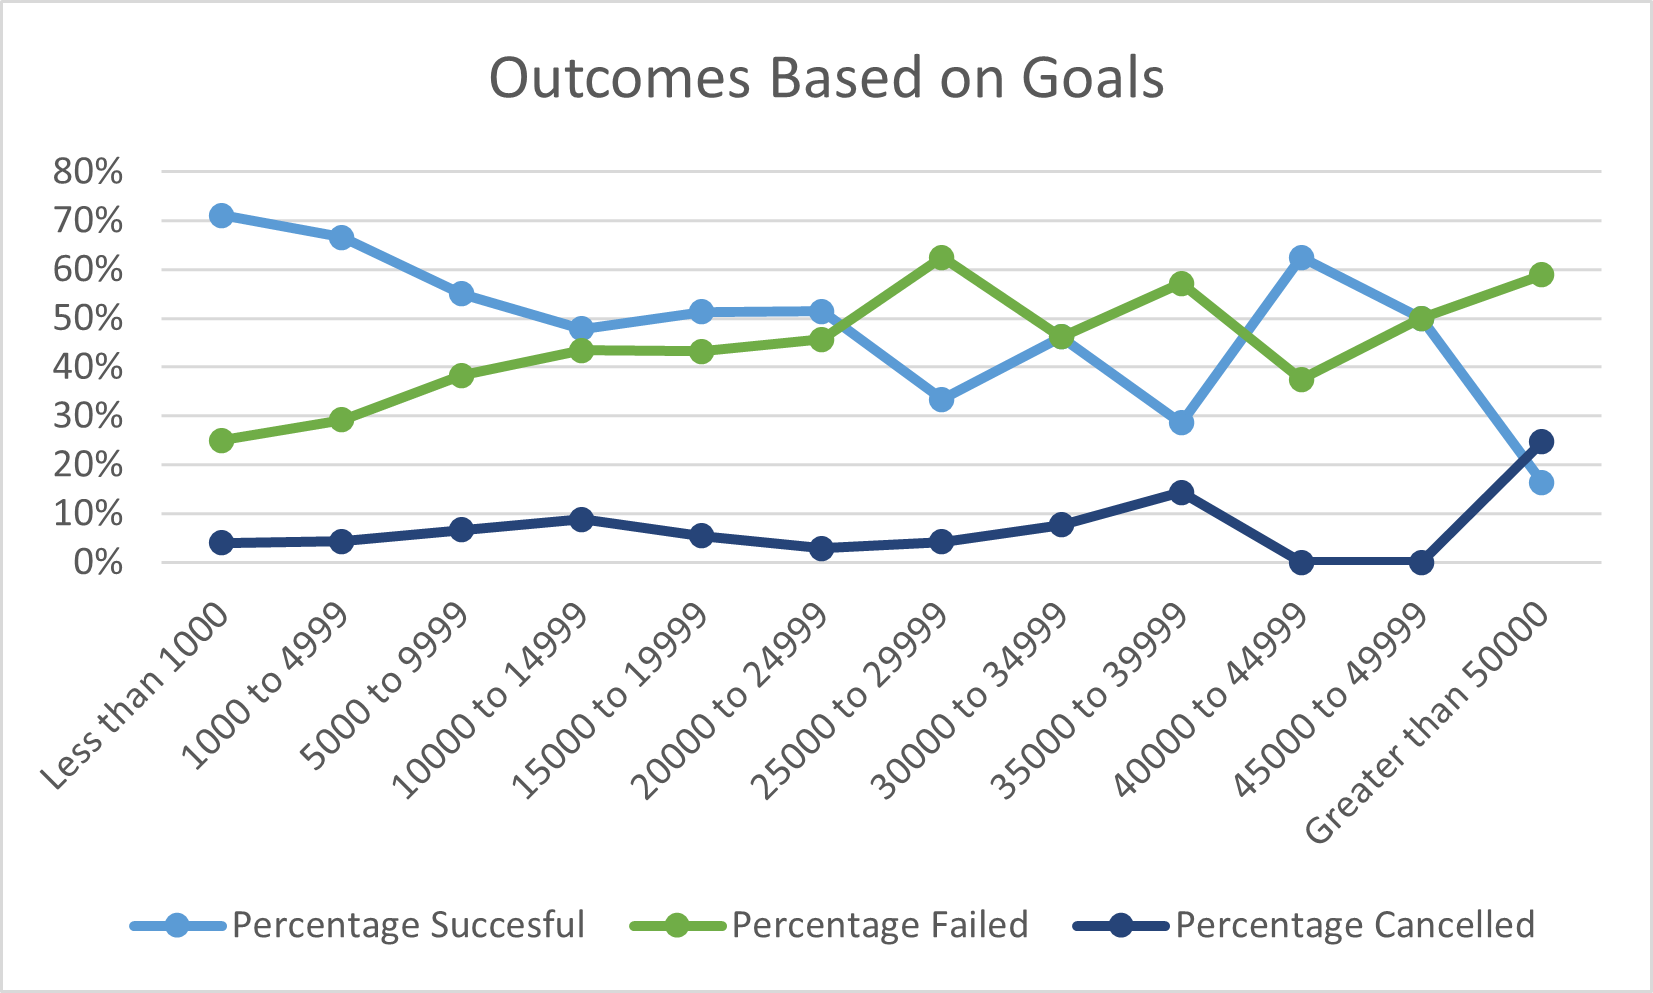 Outcomes Based on Goals
80%
70%
60%
50%
40%
30%
20%
10%
0%
Less than 1000
1000 to 4999
5000 to 9999
10000 to 14999
15000 to 19999
20000 to 24999
25000 to 29999
30000 to 34999
35000 to 39999
40000 to 44999
45000 to 49999
Greater than 50000
Percentage Succesful
Percentage Failed
Percentage Cancelled